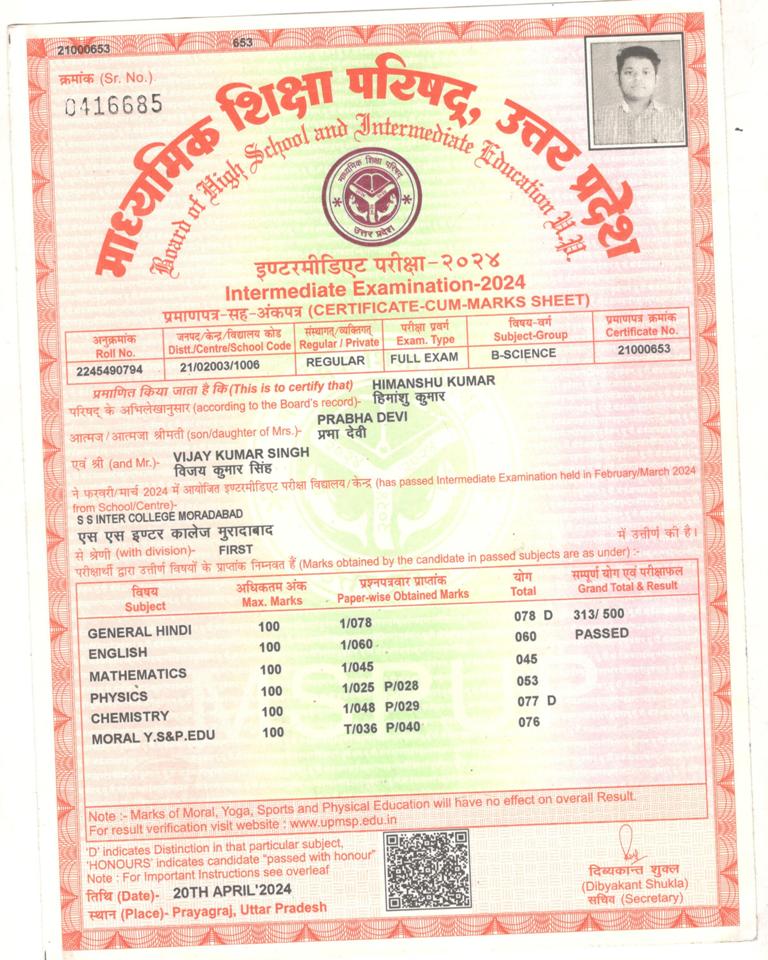 21000653 653
क्रमांक (Sr. No.)
0416685
माध्यमिक शिक्षा परिषद्, उत्तर प्रदेश
Board of High School and Intermediate Education U.P.
माध्यमिक शिक्षा परिषद्
उत्तर प्रदेश
इण्टरमीडिएट परीक्षा-२०२४
Intermediate Examination-2024
प्रमाणपत्र-सह-अंकपत्र (CERTIFICATE-CUM-MARKS SHEET)
अनुक्रमांक जनपद/केन्द्र/विद्यालय कोड संस्थागत/व्यक्तिगत परीक्षा प्रवर्ग विषय-वर्ग प्रमाणपत्र क्रमांक
Roll No. Distt./Centre/School Code Regular / Private Exam. Type Subject-Group Certificate No.
2245490794 21/02003/1006 REGULAR FULL EXAM B-SCIENCE 21000653
प्रमाणित किया जाता है कि (This is to certify that) HIMANSHU KUMAR
परिषद् के अभिलेखानुसार (according to the Board's record)- हिमांशु कुमार
PRABHA DEVI
आत्मज/आत्मजा श्रीमती (son/daughter of Mrs.)- प्रभा देवी
एवं श्री (and Mr.)- VIJAY KUMAR SINGH
विजय कुमार सिंह
ने फरवरी/मार्च 2024 में आयोजित इण्टरमीडिएट परीक्षा विद्यालय/केन्द्र (has passed Intermediate Examination held in February/March 2024
from School/Centre)-
S S INTER COLLEGE MORADABAD
एस एस इण्टर कालेज मुरादाबाद में उत्तीर्ण की है।
से श्रेणी (with division)- FIRST
परीक्षार्थी द्वारा उत्तीर्ण विषयों के प्राप्तांक निम्नवत हैं (Marks obtained by the candidate in passed subjects are as under) :-
विषय अधिकतम अंक प्रश्नपत्रवार प्राप्तांक योग सम्पूर्ण योग एवं परीक्षाफल
Subject Max. Marks Paper-wise Obtained Marks Total Grand Total & Result
GENERAL HINDI 100 1/078 078 D 313/ 500
ENGLISH 100 1/060 060 PASSED
MATHEMATICS 100 1/045 045
PHYSICS 100 1/025 P/028 053
CHEMISTRY 100 1/048 P/029 077 D
MORAL Y.S&P.EDU 100 T/036 P/040 076
MSPUP
Note :- Marks of Moral, Yoga, Sports and Physical Education will have no effect on overall Result.
For result verification visit website : www.upmsp.edu.in
'D' indicates Distinction in that particular subject,
'HONOURS' indicates candidate "passed with honour"
Note : For Important Instructions see overleaf
तिथि (Date)- 20TH APRIL'2024
स्थान (Place)- Prayagraj, Uttar Pradesh
दिव्यकान्त शुक्ल
(Dibyakant Shukla)
सचिव (Secretary)